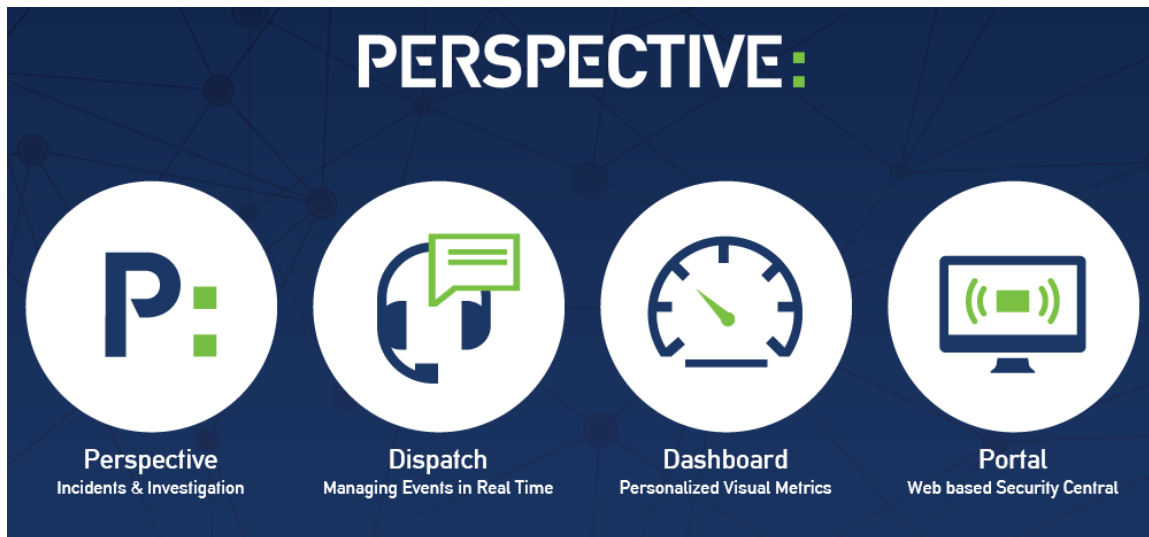 PERSPECTIVE:
P:
Perspective
Incidents & Investigation
Dispatch
Managing Events in Real Time
Dashboard
Personalized Visual Metrics
Portal
Web based Security Central